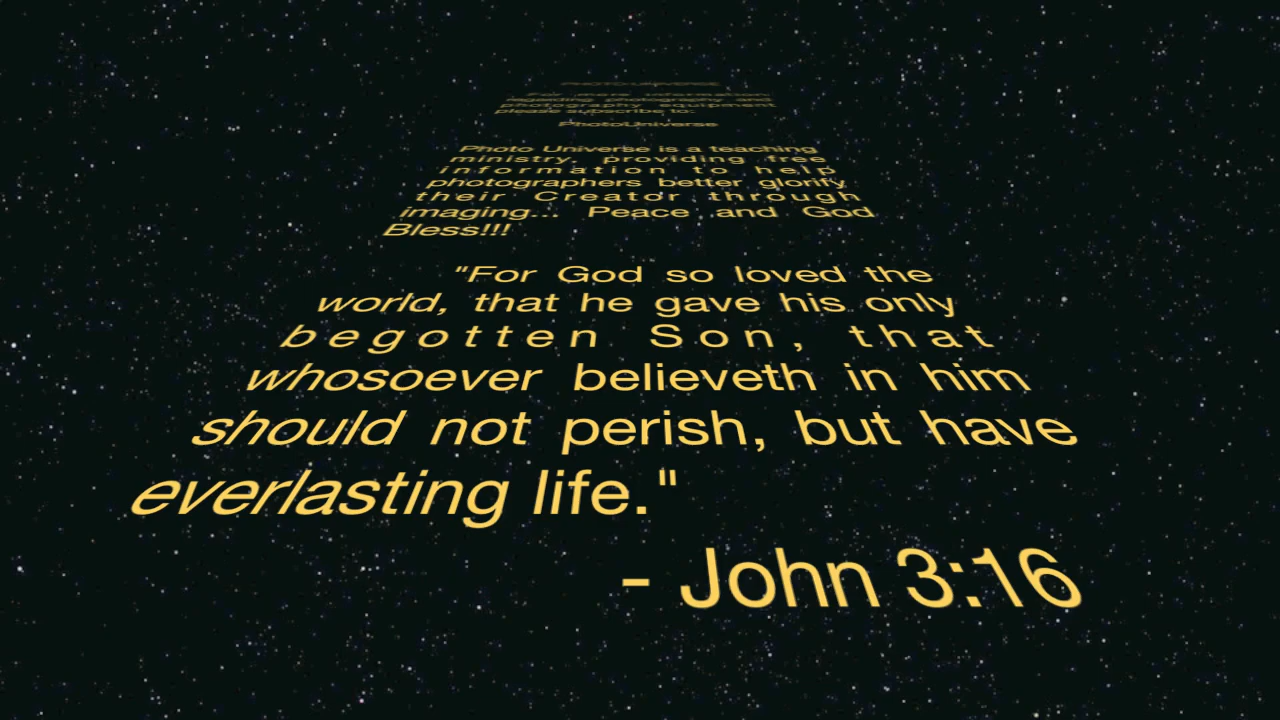 For more information
regarding photography and
photography equipment
please subscribe to:
PhotoUniverse
Photo Universe is a teaching
ministry, providing free
information to help
photographers better glorify
their Creator through
imaging... Peace and God
Bless!!!
"For God so loved the
world, that he gave his only
begotten Son, that
whosoever believeth in him
should not perish, but have
everlasting life."
- John 3:16